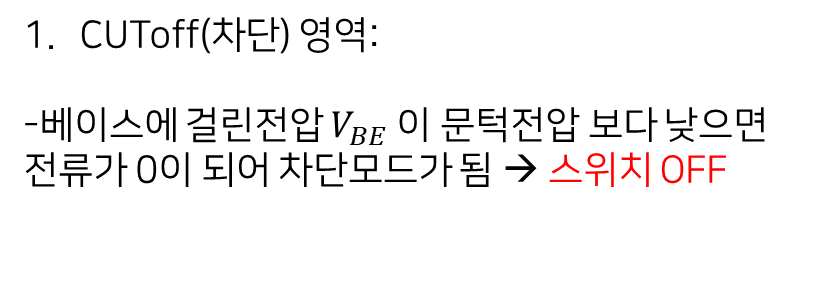 1. CUToff(차단) 영역:
-베이스에 걸린전압 V_BE 이 문턱전압 보다 낮으면
전류가 0이 되어 차단모드가 됨 → 스위치 OFF